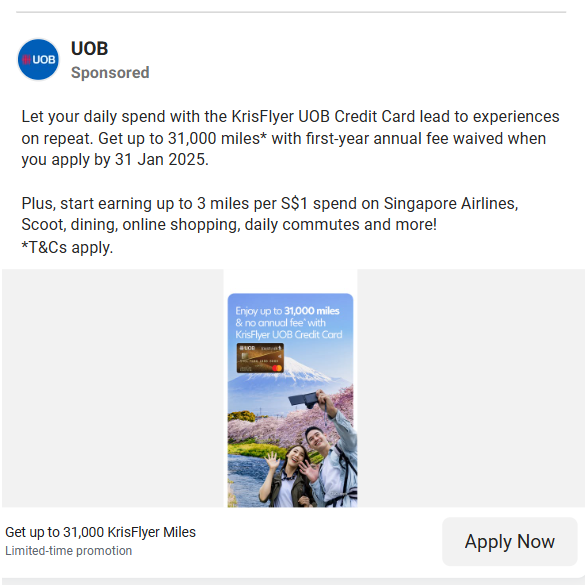 UOB
UOB
Sponsored
Let your daily spend with the KrisFlyer UOB Credit Card lead to experiences
on repeat. Get up to 31,000 miles* with first-year annual fee waived when
you apply by 31 Jan 2025.
Plus, start earning up to 3 miles per S$1 spend on Singapore Airlines,
Scoot, dining, online shopping, daily commutes and more!
*T&Cs apply.
Enjoy up to 31,000 miles
& no annual fee* with
KrisFlyer UOB Credit Card
UOB
Get up to 31,000 KrisFlyer Miles
Limited-time promotion
Apply Now